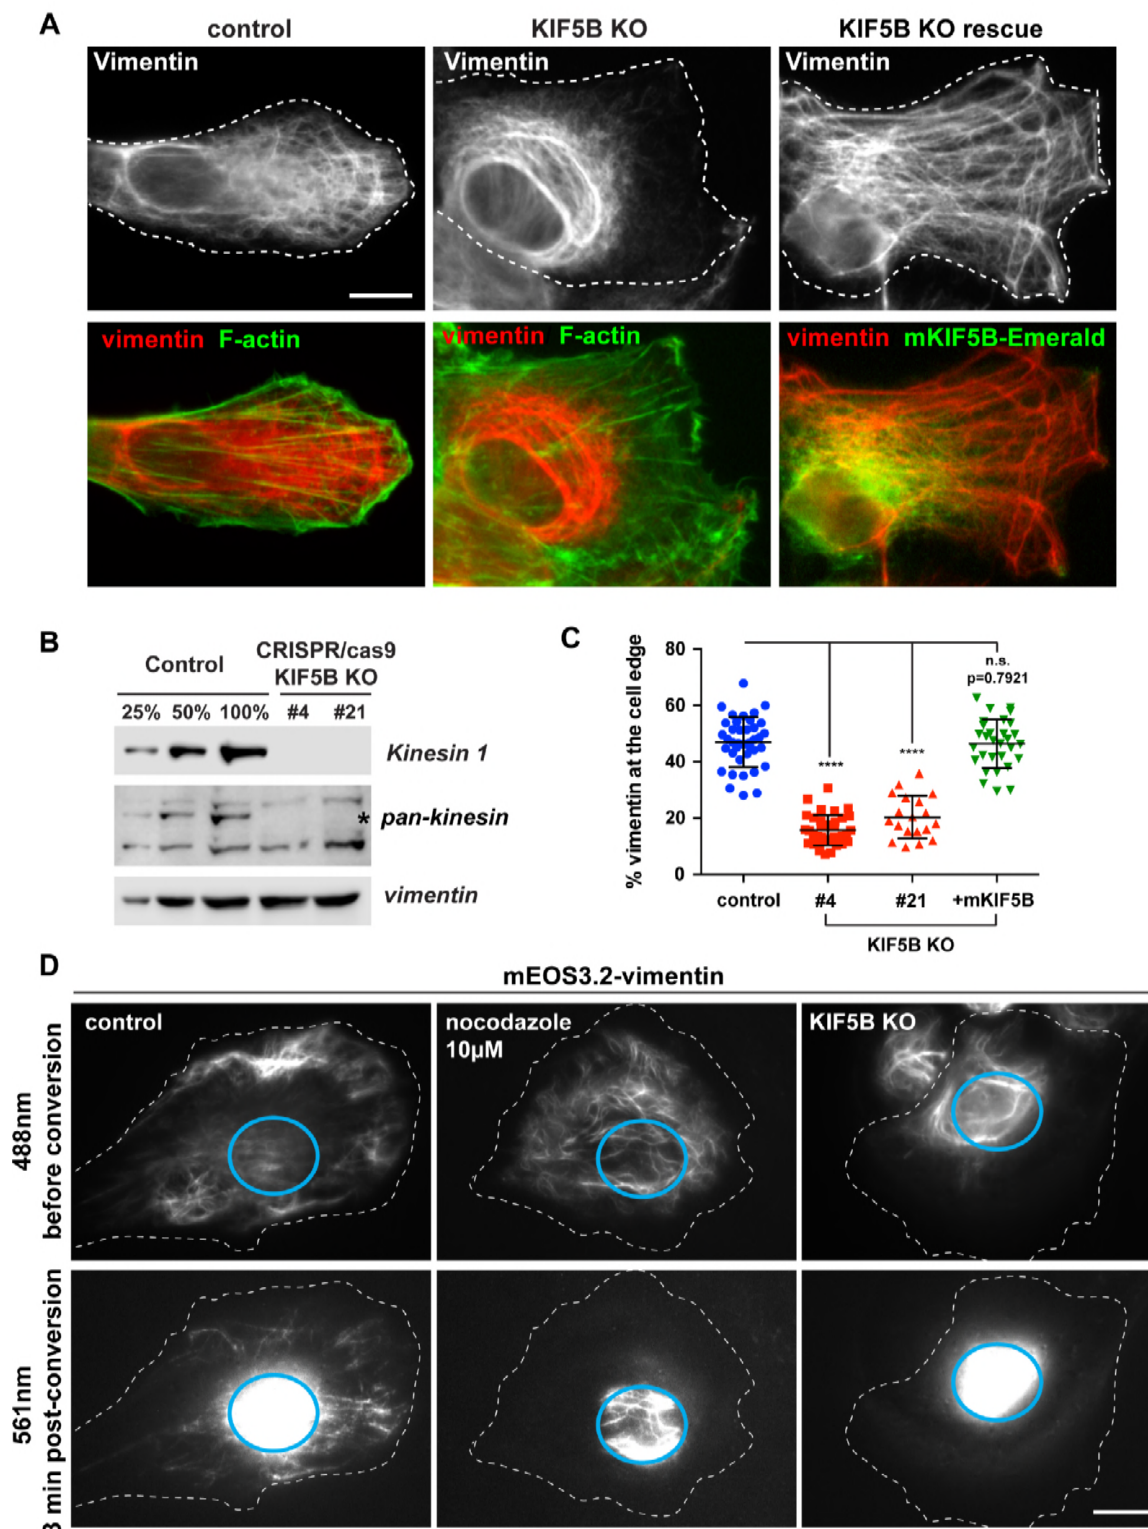 A
control
KIF5B KO
KIF5B KO rescue
Vimentin
Vimentin
Vimentin
vimentin F-actin
vimentin F-actin
vimentin mKIF5B-Emerald
B
Control
CRISPR/cas9
KIF5B KO
25% 50% 100% #4 #21
Kinesin 1
* pan-kinesin
vimentin
C
% vimentin at the cell edge
80
60
40
20
0
n.s.
p=0.7921
****
****
control #4 #21 +mKIF5B
KIF5B KO
D
mEOS3.2-vimentin
488nm
before conversion
control
nocodazole
10µM
KIF5B KO
561nm
3 min post-conversion